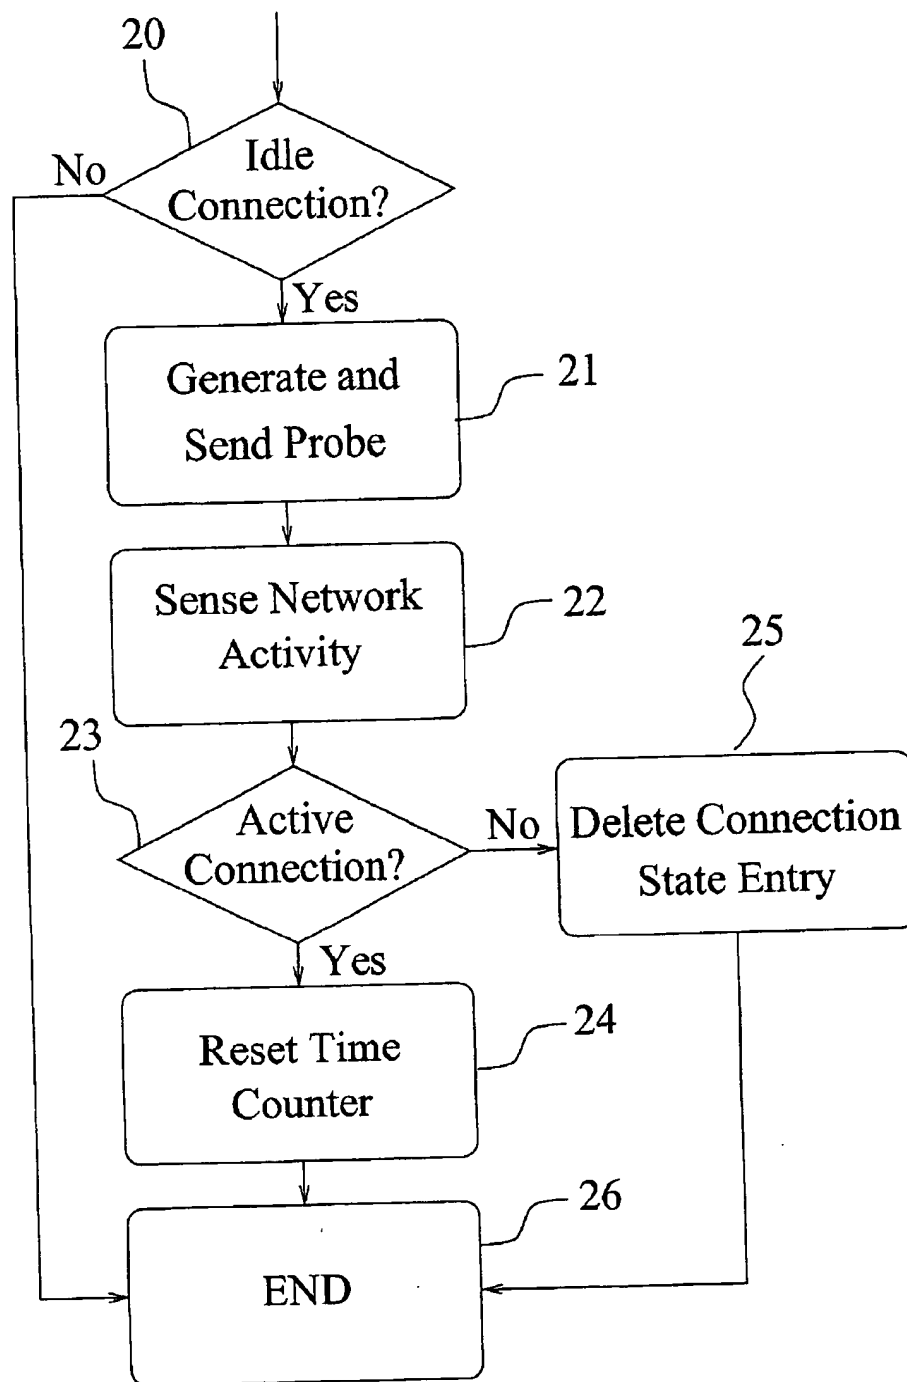 20
Idle
Connection?
No
Yes
Generate and
Send Probe
21
Sense Network
Activity
22
23
Active
Connection?
No
25
Delete Connection
State Entry
Yes
Reset Time
Counter
24
26
END